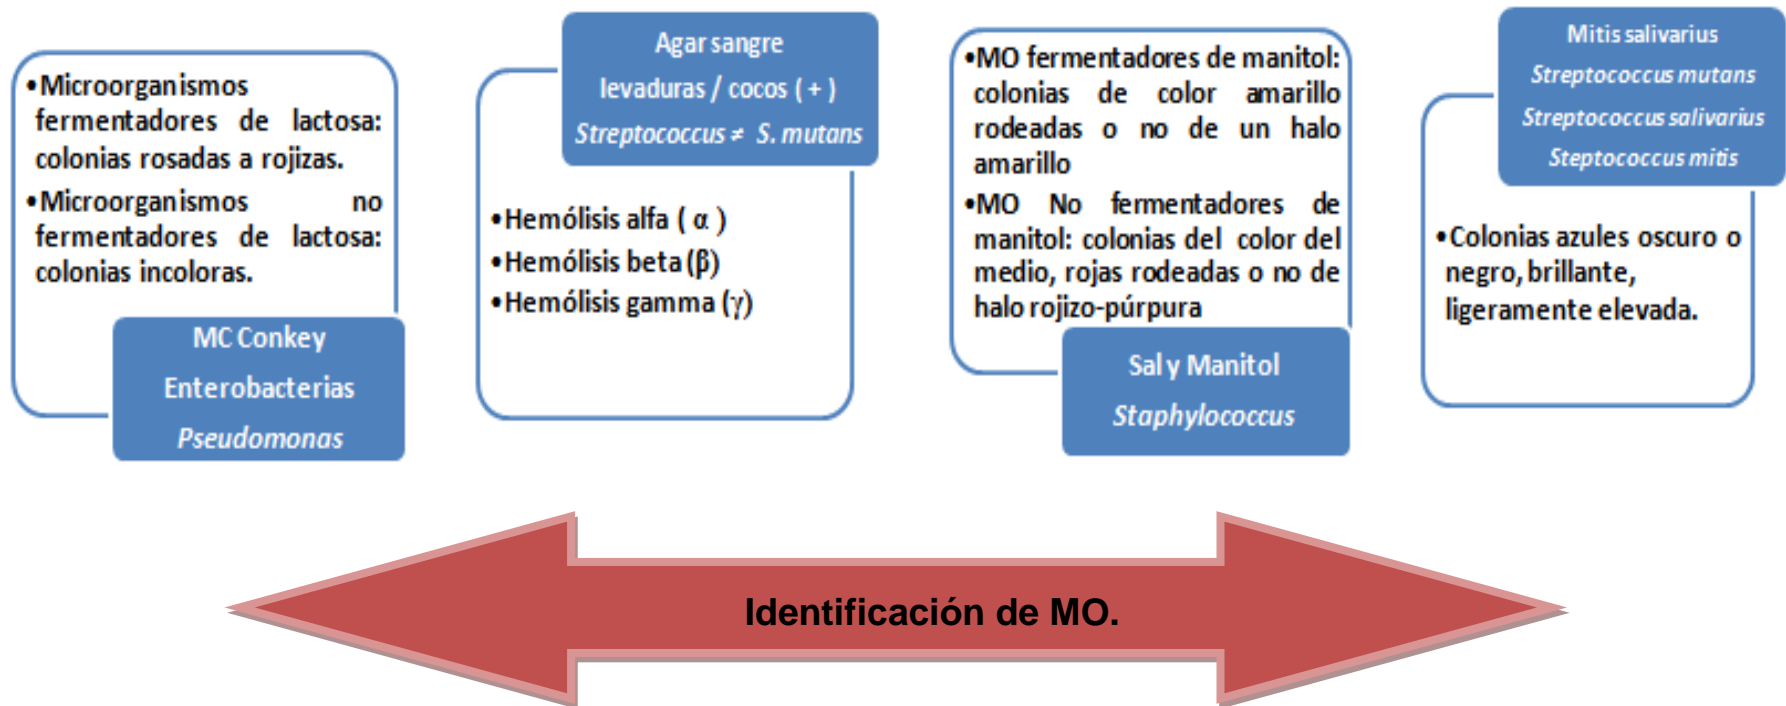 •Microorganismos
fermentadores de lactosa:
colonias rosadas a rojizas.
•Microorganismos no
fermentadores de lactosa:
colonias incoloras.
MC Conkey
Enterobacterias
Pseudomonas
Agar sangre
levaduras / cocos ( + )
Streptococcus ≠ S. mutans
•Hemólisis alfa ( α )
•Hemólisis beta (β)
•Hemólisis gamma (γ)
•MO fermentadores de manitol:
colonias de color amarillo
rodeadas o no de un halo
amarillo
•MO No fermentadores de
manitol: colonias del color del
medio, rojas rodeadas o no de
halo rojizo-púrpura
Sal y Manitol
Staphylococcus
Mitis salivarius
Streptococcus mutans
Streptococcus salivarius
Steptococcus mitis
•Colonias azules oscuro o
negro, brillante,
ligeramente elevada.
Identificación de MO.